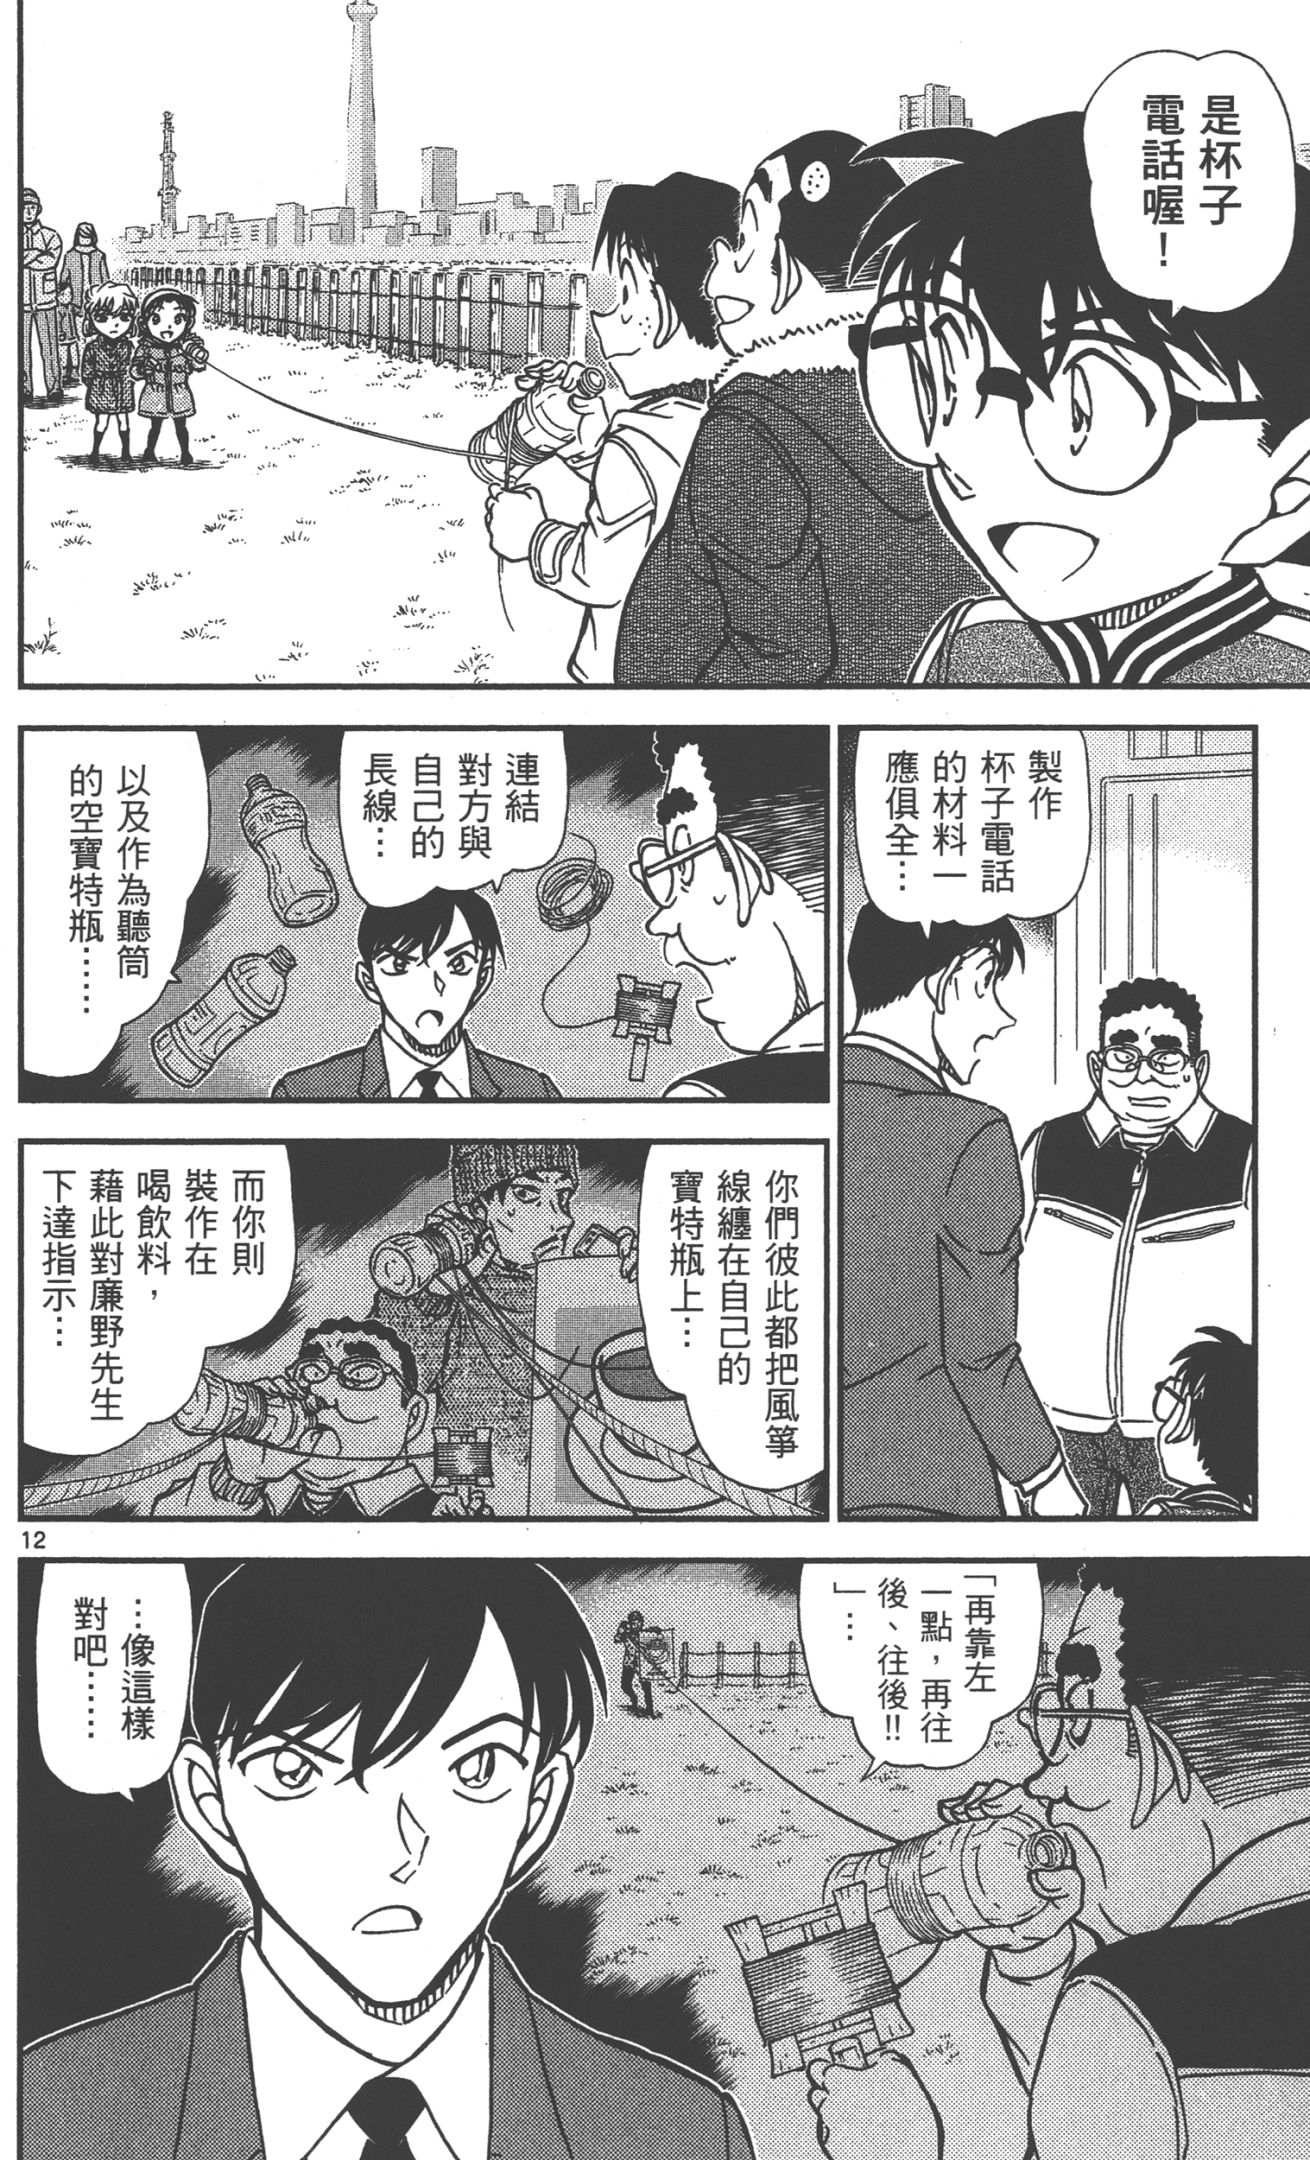 是杯子
電話喔！
製作
杯子電話
的材料一
應俱全…
連結
對方與
自己的
長線…
以及作為聽筒
的空寶特瓶……
你們彼此都把風箏
線纏在自己的
寶特瓶上…
而你則
裝作在
喝飲料，
藉此對廉野先生
下達指示…
12
「再靠左
一點，再往
後、往後!!
」…
…像這樣
對吧……